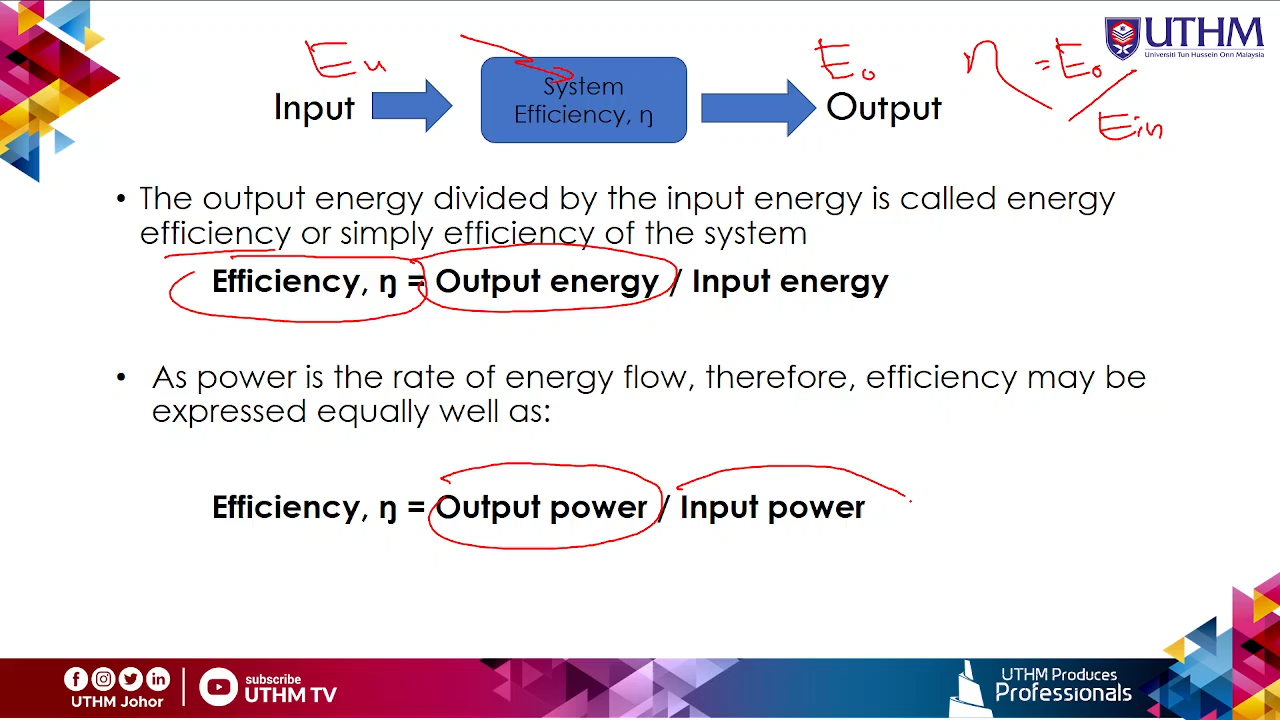 UTHM
Universiti Tun Hussein Onn Malaysia
Ein
Eo
η = Eo / Ein
Input
System
Efficiency, ŋ
Output
• The output energy divided by the input energy is called energy
efficiency or simply efficiency of the system
Efficiency, ŋ = Output energy / Input energy
• As power is the rate of energy flow, therefore, efficiency may be
expressed equally well as:
Efficiency, ŋ = Output power / Input power
UTHM Johor
subscribe
UTHM TV
UTHM Produces
Professionals